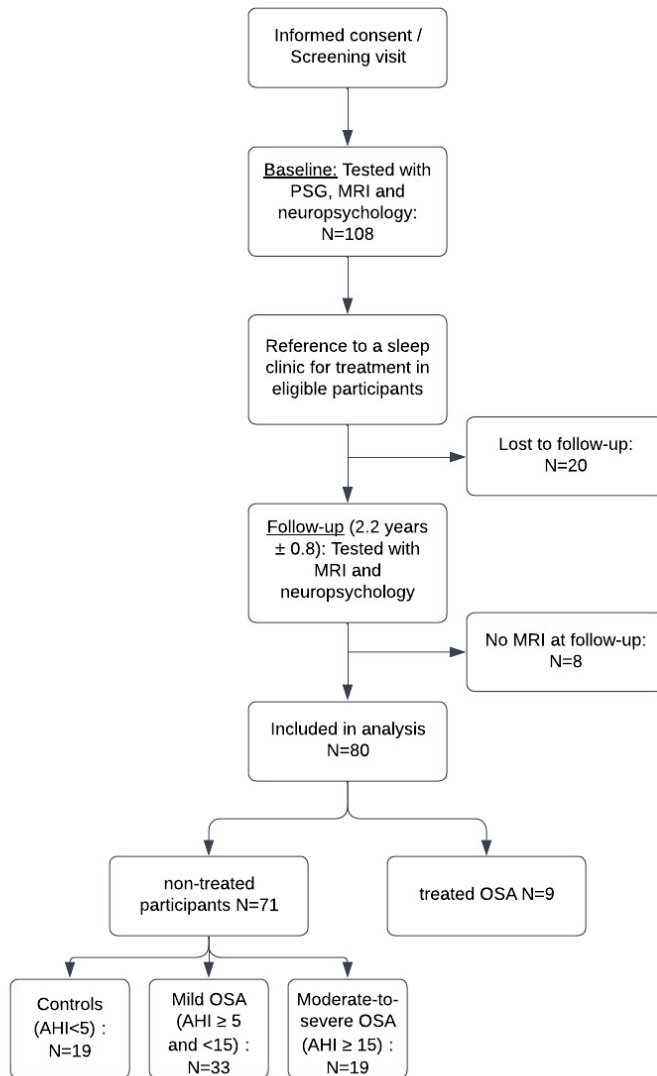 Informed consent /
Screening visit
Baseline: Tested with
PSG, MRI and
neuropsychology:
N=108
Reference to a sleep
clinic for treatment in
eligible participants
Lost to follow-up:
N=20
Follow-up (2.2 years
± 0.8): Tested with
MRI and
neuropsychology
No MRI at follow-up:
N=8
Included in analysis
N=80
non-treated
participants N=71
treated OSA N=9
Controls
(AHI<5) :
N=19
Mild OSA
(AHI ≥ 5
and <15) :
N=33
Moderate-to-
severe OSA
(AHI ≥ 15) :
N=19